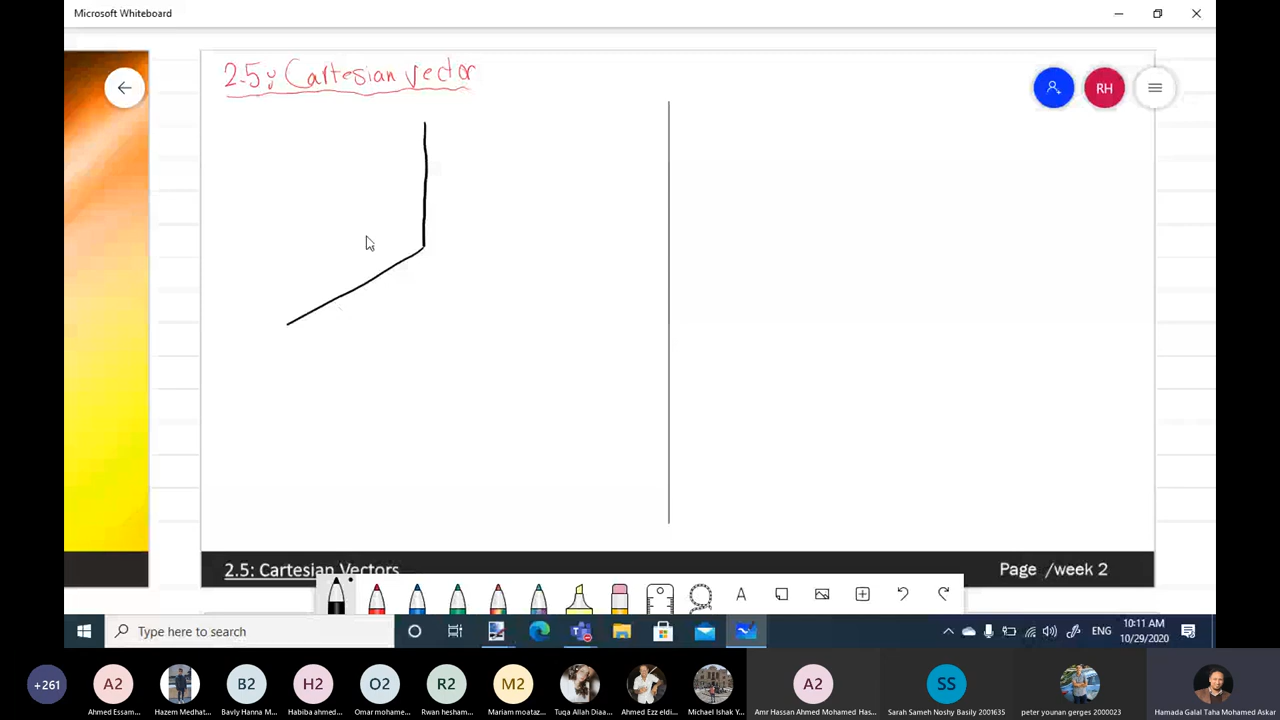 Microsoft Whiteboard
2.5: Cartesian vector
RH
2.5: Cartesian Vectors
Page /week 2
A
Type here to search
ENG
10:11 AM
10/29/2020
+261
A2
B2
H2
O2
R2
M2
A2
SS
Ahmed Essam...
Hazem Medhat...
Bavly Hanna M...
Habiba ahmed...
Omar mohame...
Rwan hesham...
Mariam moataz...
Tuqa Allah Diaa...
Ahmed Ezz eldi...
Michael Ishak Y...
Amr Hassan Ahmed Mohamed Has...
Sarah Sameh Noshy Basily 2001635
peter younan gerges 2000023
Hamada Galal Taha Mohamed Askar